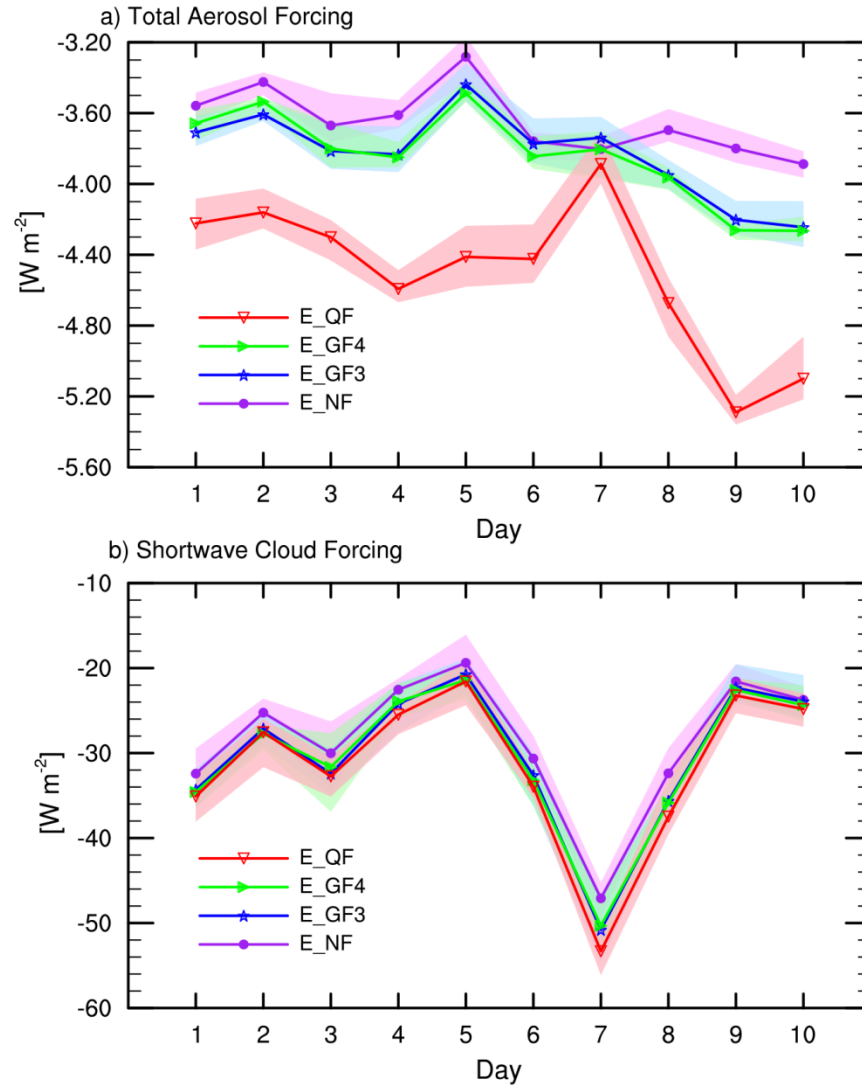 a) Total Aerosol Forcing
-3.20
-3.60
-4.00
-4.40
-4.80
-5.20
-5.60
[W m-2]
E_QF
E_GF4
E_GF3
E_NF
1 2 3 4 5 6 7 8 9 10
Day
b) Shortwave Cloud Forcing
-10
-20
-30
-40
-50
-60
[W m-2]
E_QF
E_GF4
E_GF3
E_NF
1 2 3 4 5 6 7 8 9 10
Day